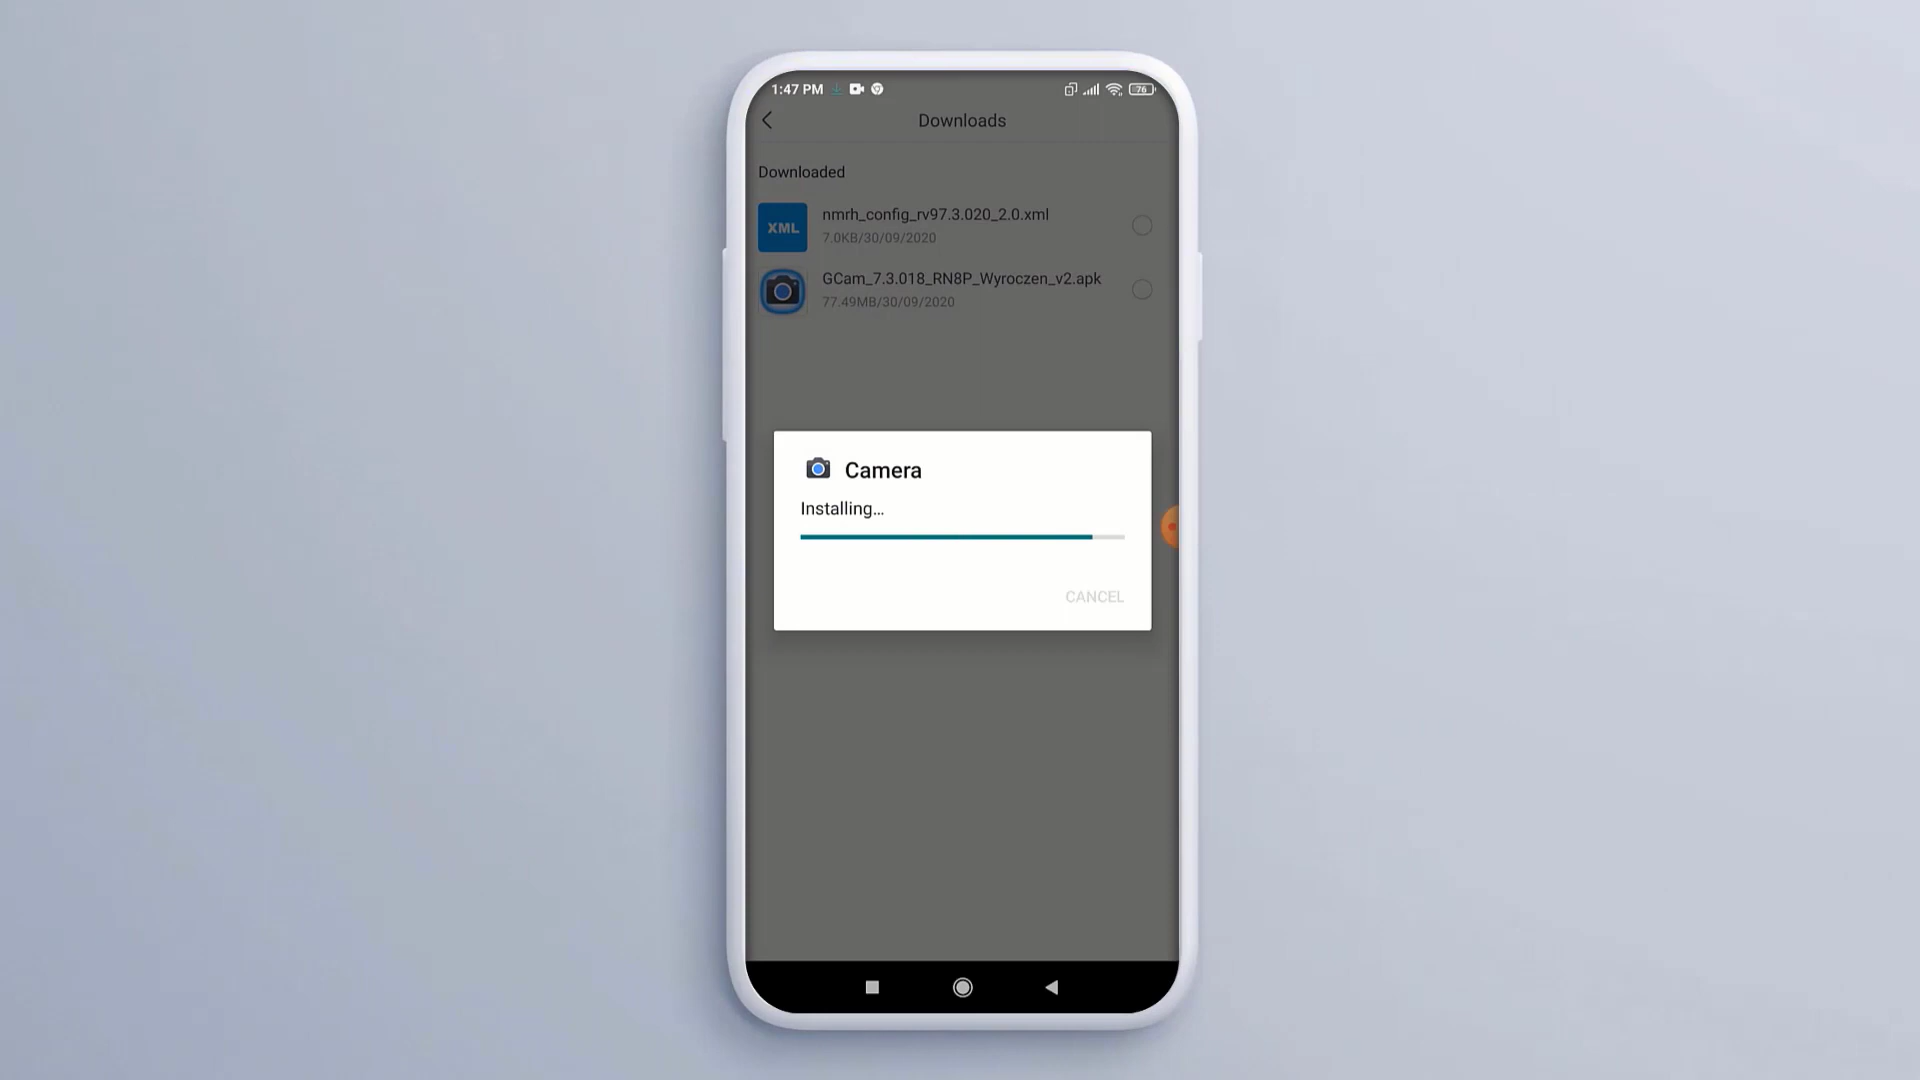 1:47 PM
76
Downloads
Downloaded
XML
nmrh_config_rv97.3.020_2.0.xml
7.0KB/30/09/2020
GCam_7.3.018_RN8P_Wyroczen_v2.apk
77.49MB/30/09/2020
Camera
Installing...
CANCEL